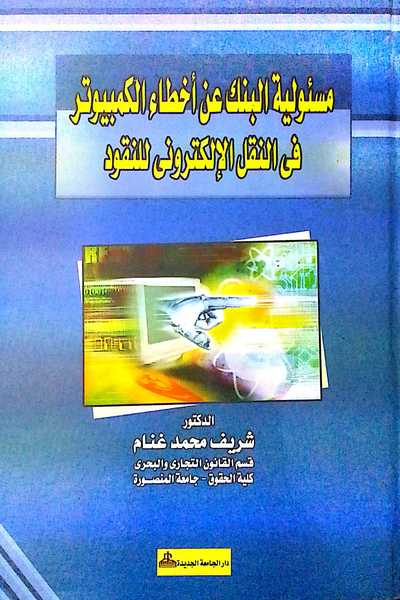 مسئولية البنك عن أخطاء الكمبيوتر
فى النقل الإلكترونى للنقود
الدكتور
شريف محمد غنام
قسم القانون التجارى والبحرى
كلية الحقوق - جامعة المنصورة
دار الجامعة الجديدة